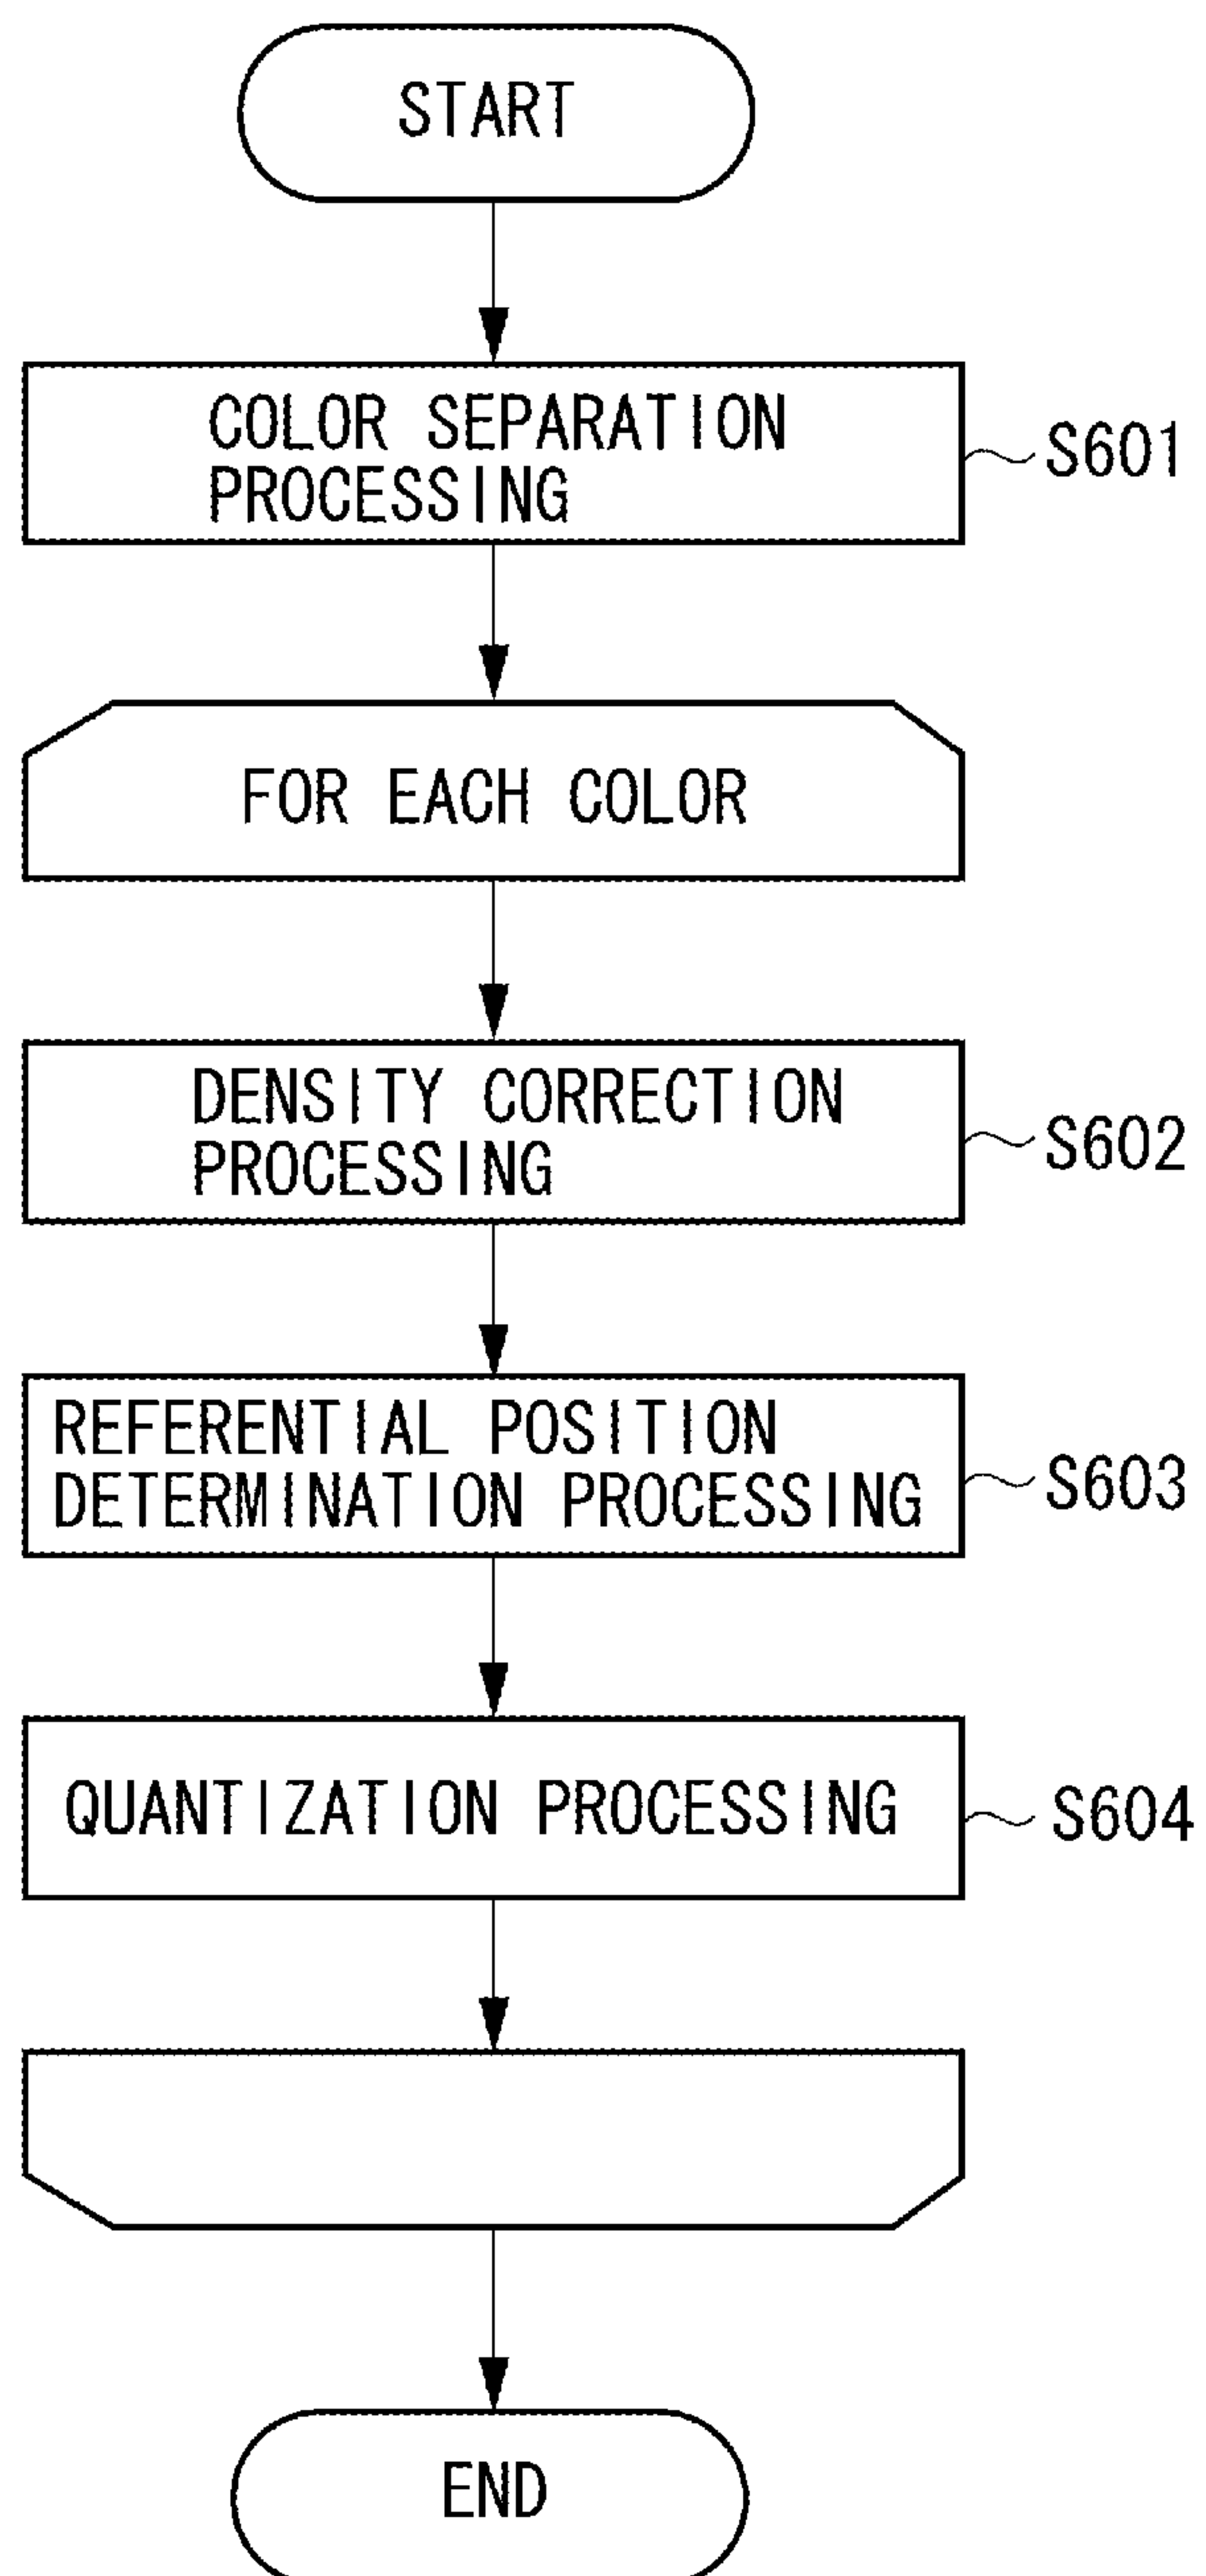 START
COLOR SEPARATION
PROCESSING
S601
FOR EACH COLOR
DENSITY CORRECTION
PROCESSING
S602
REFERENTIAL POSITION
DETERMINATION PROCESSING
S603
QUANTIZATION PROCESSING
S604
END